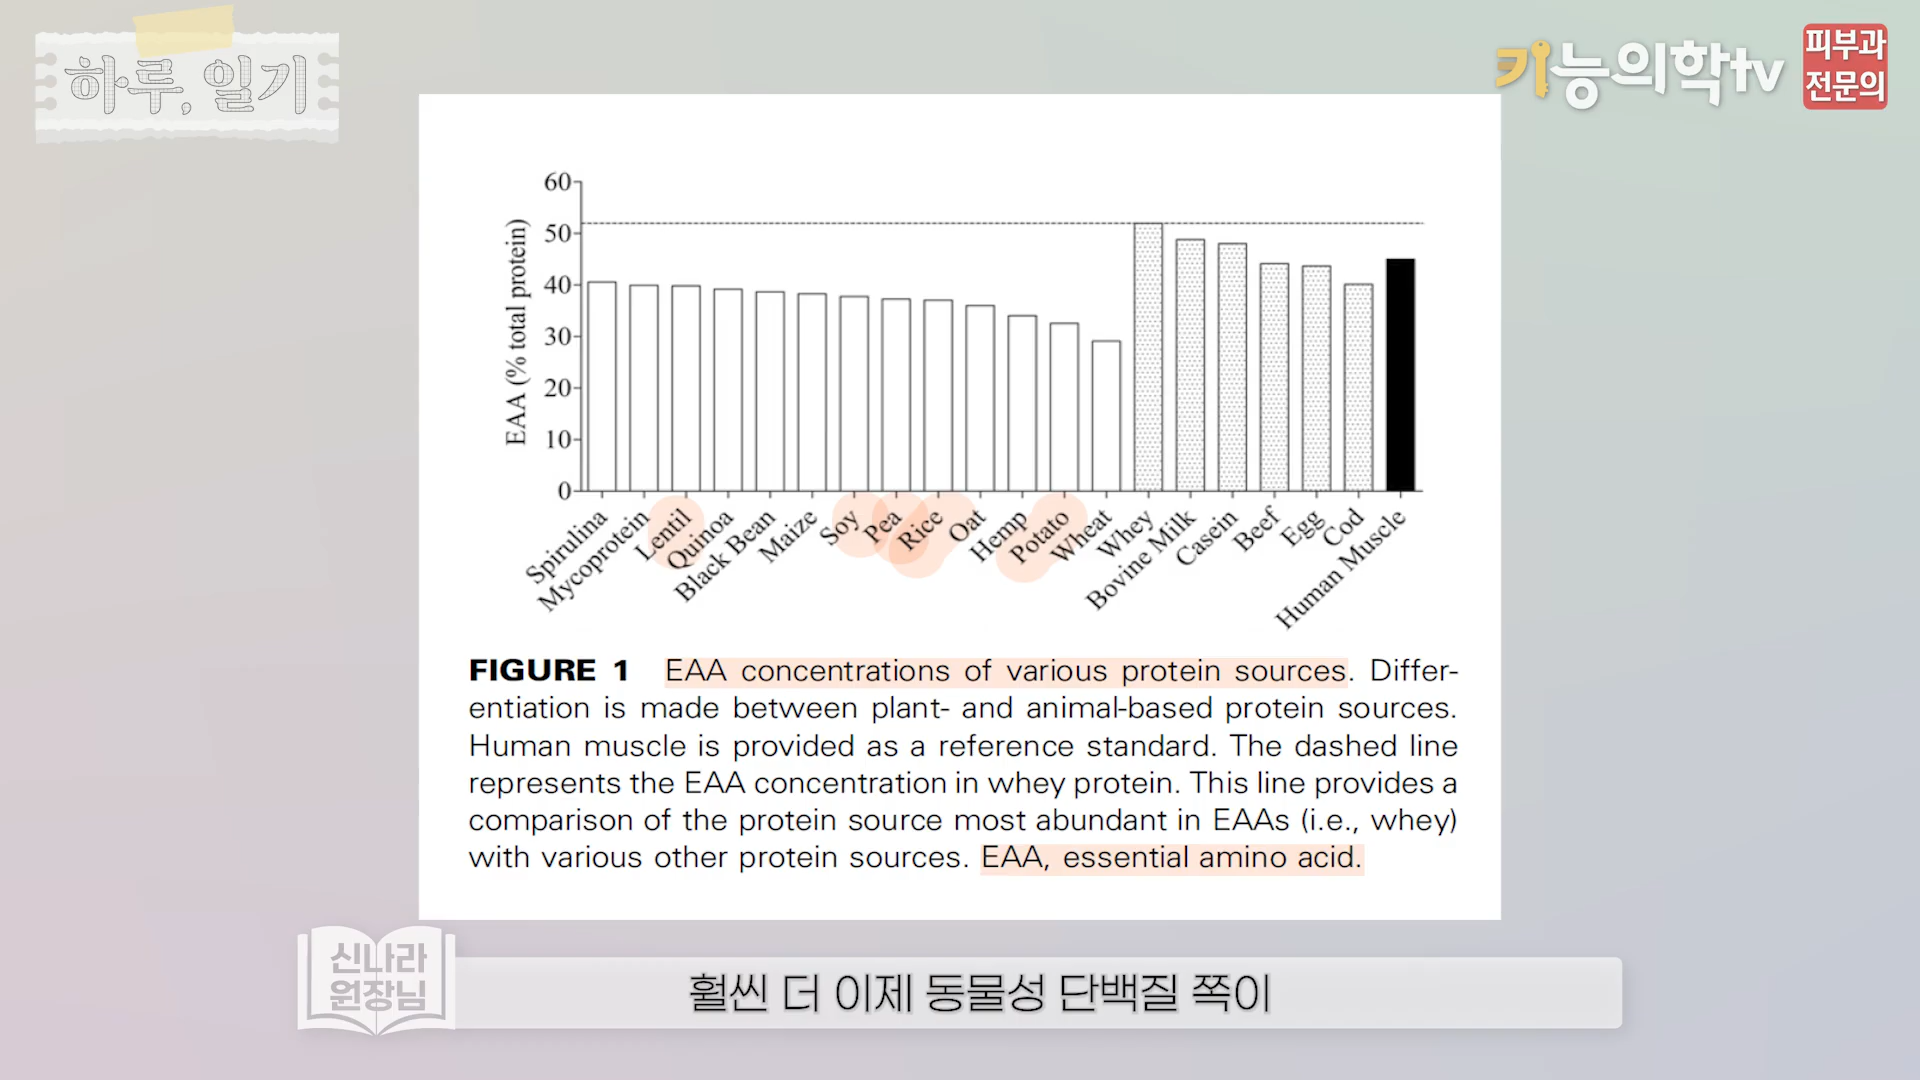 하루, 일기
키능의학tv
피부과
전문의
60
50
40
30
20
10
0
EAA (% total protein)
Spirulina
Mycoprotein
Lentil
Quinoa
Black Bean
Maize
Soy
Pea
Rice
Oat
Hemp
Potato
Wheat
Whey
Bovine Milk
Casein
Beef
Egg
Cod
Human Muscle
FIGURE 1 EAA concentrations of various protein sources. Differ-
entiation is made between plant- and animal-based protein sources.
Human muscle is provided as a reference standard. The dashed line
represents the EAA concentration in whey protein. This line provides a
comparison of the protein source most abundant in EAAs (i.e., whey)
with various other protein sources. EAA, essential amino acid.
신나라
원장님
훨씬 더 이제 동물성 단백질 쪽이